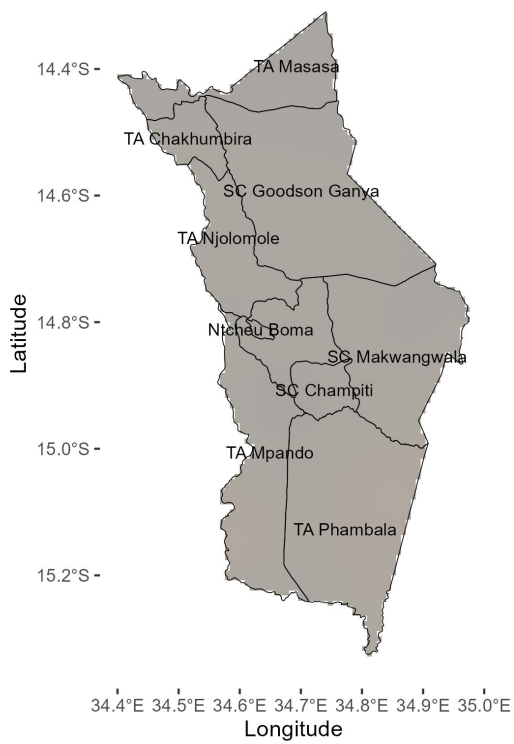 14.4°S
TA Masasa
TA Chakhumbira
14.6°S
SC Goodson Ganya
TA Njolomole
14.8°S
Ntcheu Boma
SC Makwangwala
SC Champiti
15.0°S
TA Mpando
TA Phambala
15.2°S
Latitude
34.4°E 34.5°E 34.6°E 34.7°E 34.8°E 34.9°E 35.0°E
Longitude